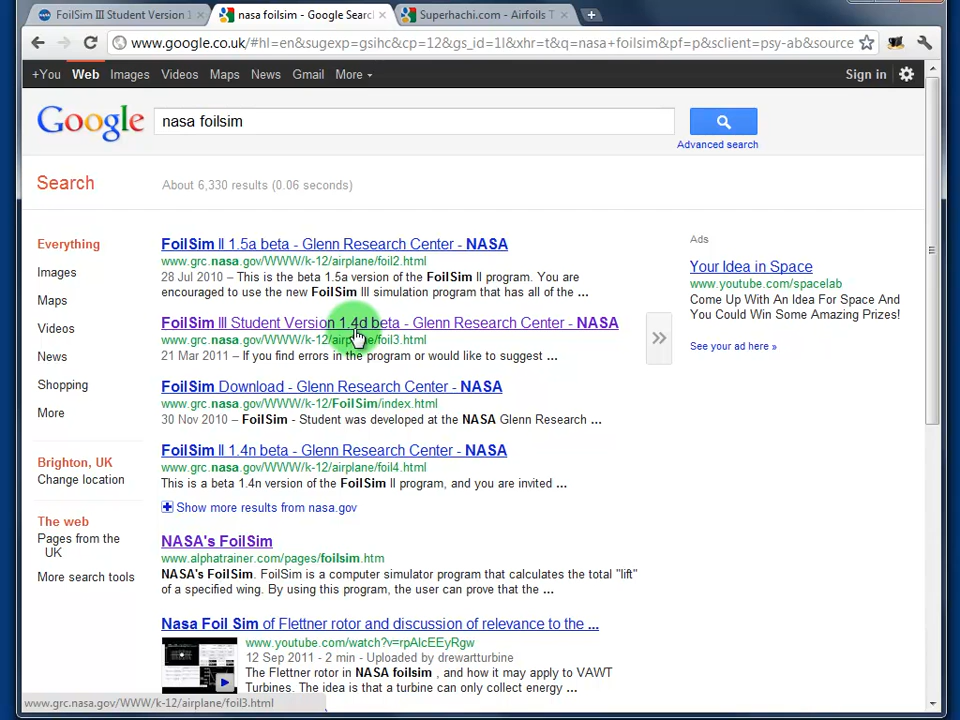 FoilSim III Student Version 1
nasa foilsim - Google Searc
Superhachi.com - Airfoils T
www.google.co.uk/#hl=en&sugexp=gsihc&cp=12&gs_id=1l&xhr=t&q=nasa+foilsim&pf=p&sclient=psy-ab&source
+You Web Images Videos Maps News Gmail More Sign in
Google
nasa foilsim
Advanced search
Search
About 6,330 results (0.06 seconds)
Everything
Images
Maps
Videos
News
Shopping
More
Brighton, UK
Change location
The web
Pages from the
UK
More search tools
FoilSim II 1.5a beta - Glenn Research Center - NASA
www.grc.nasa.gov/WWW/k-12/airplane/foil2.html
28 Jul 2010 – This is the beta 1.5a version of the FoilSim II program. You are
encouraged to use the new FoilSim III simulation program that has all of the ...
FoilSim III Student Version 1.4d beta - Glenn Research Center - NASA
www.grc.nasa.gov/WWW/k-12/airplane/foil3.html
21 Mar 2011 – If you find errors in the program or would like to suggest ...
FoilSim Download - Glenn Research Center - NASA
www.grc.nasa.gov/WWW/k-12/FoilSim/index.html
30 Nov 2010 – FoilSim - Student was developed at the NASA Glenn Research ...
FoilSim II 1.4n beta - Glenn Research Center - NASA
www.grc.nasa.gov/WWW/k-12/airplane/foil4.html
This is a beta 1.4n version of the FoilSim II program, and you are invited ...
Show more results from nasa.gov
NASA's FoilSim
www.alphatrainer.com/pages/foilsim.htm
NASA's FoilSim. FoilSim is a computer simulator program that calculates the total "lift"
of a specified wing. By using this program, the user can prove that the ...
Nasa Foil Sim of Flettner rotor and discussion of relevance to the ...
www.youtube.com/watch?v=rpAlcEEyRgw
12 Sep 2011 - 2 min - Uploaded by drewartturbine
The Flettner rotor in NASA foilsim , and how it may apply to VAWT
Turbines. The idea is that a turbine can only collect energy ...
Ads
Your Idea in Space
www.youtube.com/spacelab
Come Up With An Idea For Space And
You Could Win Some Amazing Prizes!
See your ad here »
www.grc.nasa.gov/WWW/k-12/airplane/foil3.html